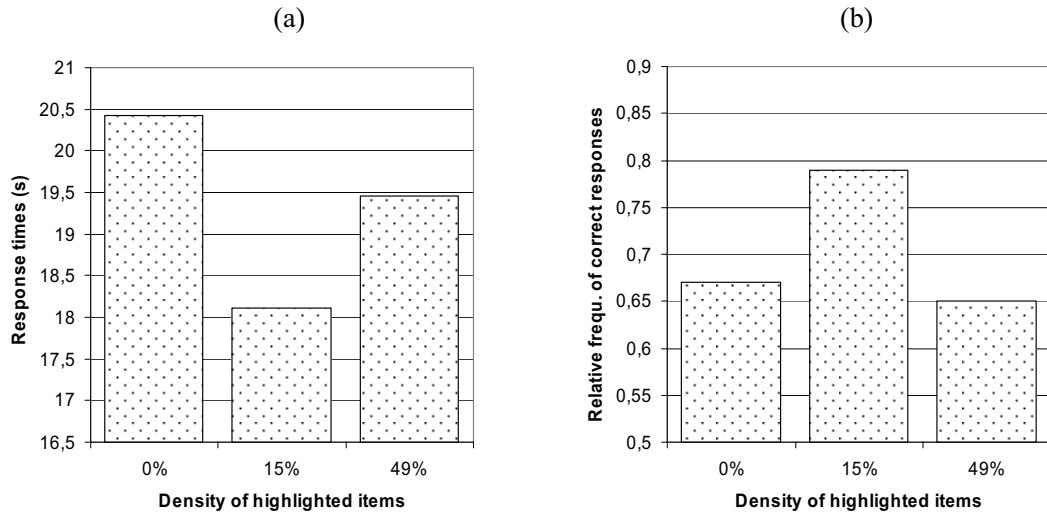 (a)
Response times (s)
21
20,5
20
19,5
19
18,5
18
17,5
17
16,5
0% 15% 49%
Density of highlighted items
(b)
Relative frequ. of correct responses
0,9
0,85
0,8
0,75
0,7
0,65
0,6
0,55
0,5
0% 15% 49%
Density of highlighted items